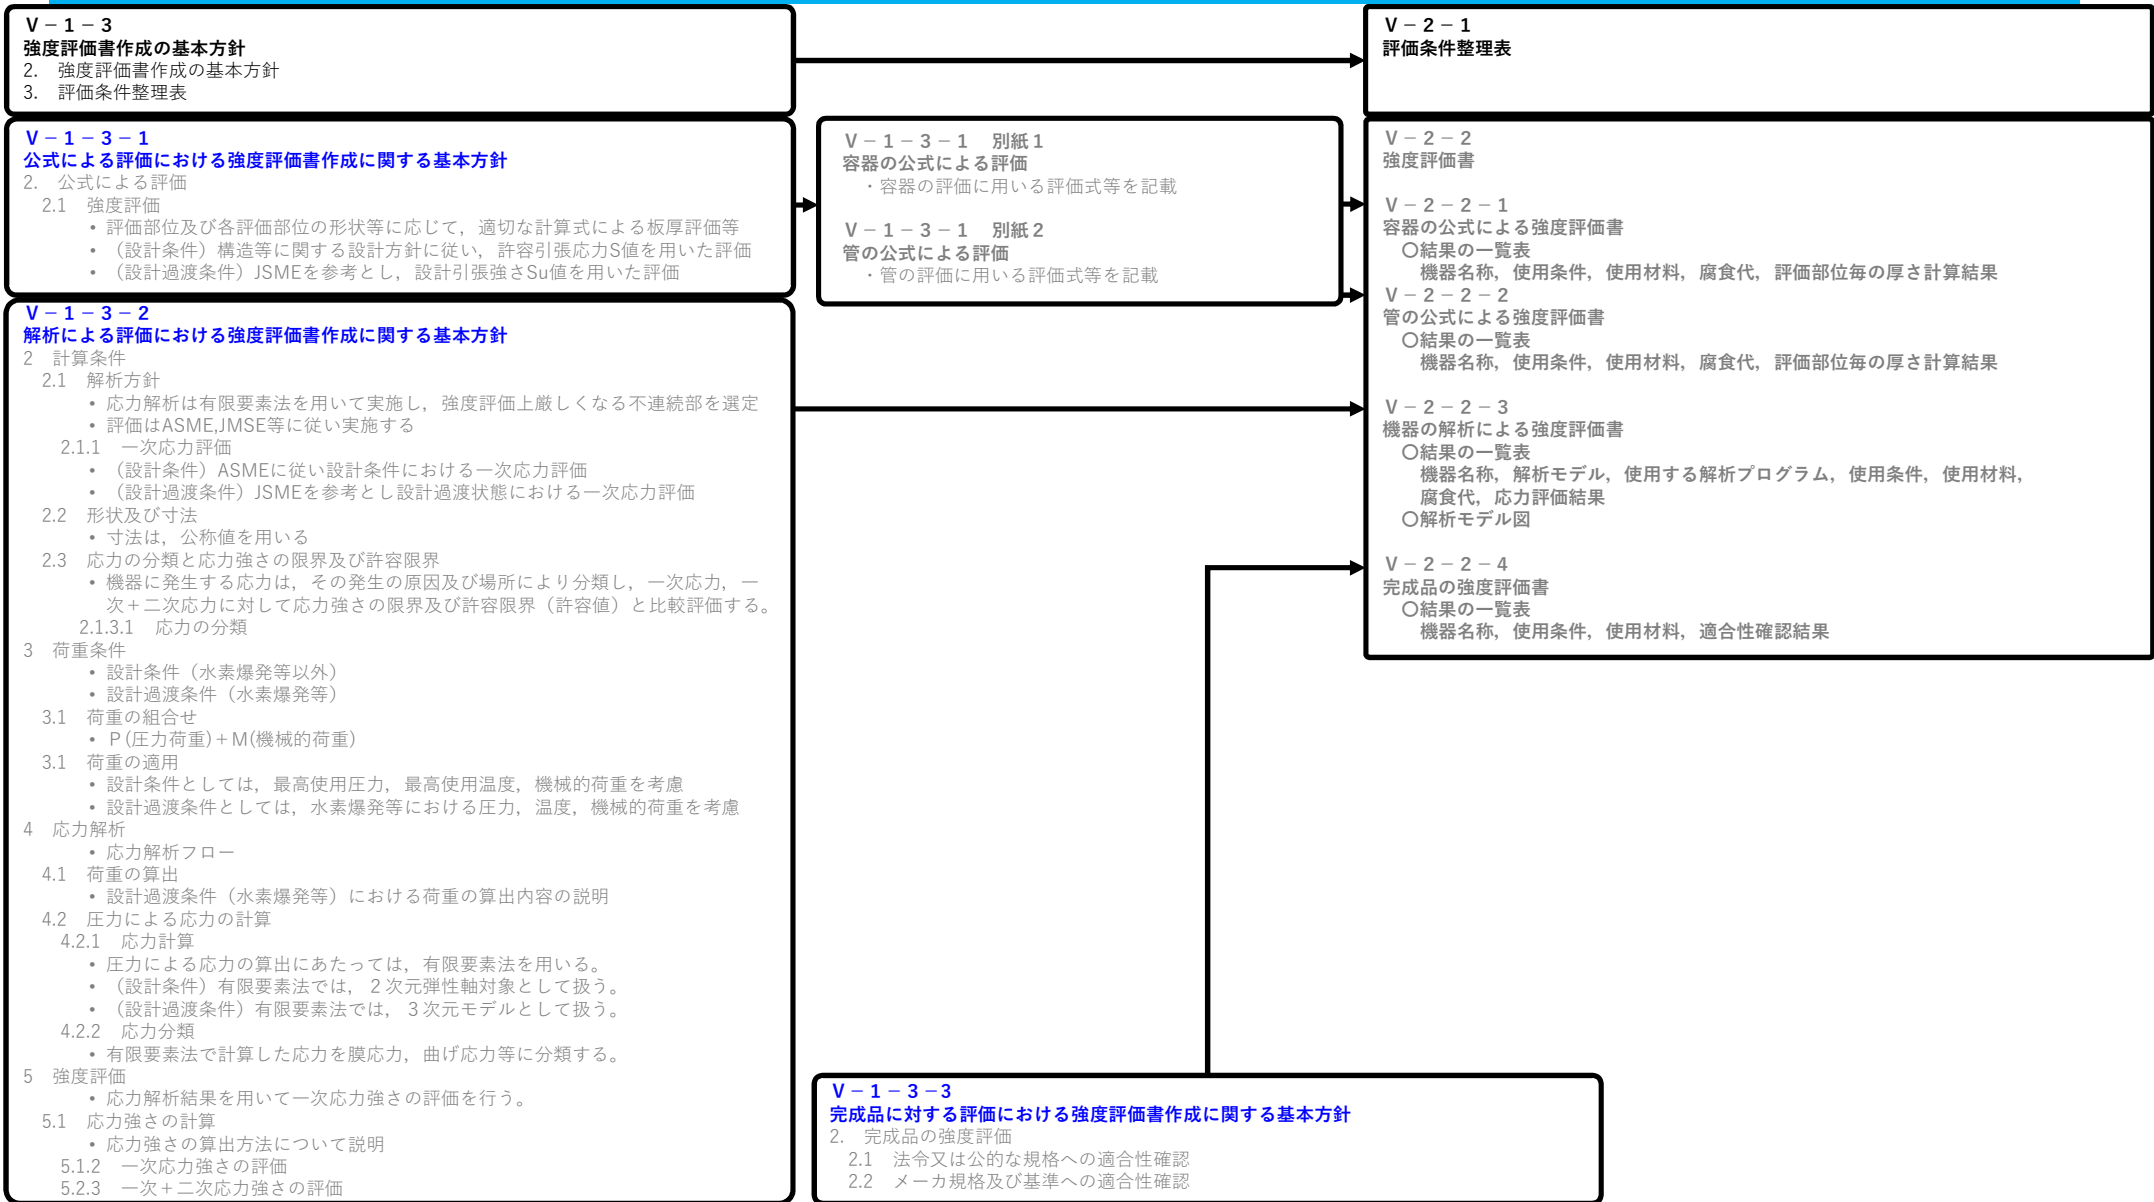 Ⅴ－１－３
強度評価書作成の基本方針
2.　強度評価書作成の基本方針
3.　評価条件整理表
Ⅴ－１－３－１
公式による評価における強度評価書作成に関する基本方針
2.　公式による評価
2.1　強度評価
• 評価部位及び各評価部位の形状等に応じて，適切な計算式による板厚評価等
• （設計条件）構造等に関する設計方針に従い，許容引張応力S値を用いた評価
• （設計過渡条件）JSMEを参考とし，設計引張強さSu値を用いた評価
Ⅴ－１－３－２
解析による評価における強度評価書作成に関する基本方針
2　計算条件
2.1　解析方針
• 応力解析は有限要素法を用いて実施し，強度評価上厳しくなる不連続部を選定
• 評価はASME,JMSE等に従い実施する
2.1.1　一次応力評価
• （設計条件）ASMEに従い設計条件における一次応力評価
• （設計過渡条件）JSMEを参考とし設計過渡状態における一次応力評価
2.2　形状及び寸法
• 寸法は，公称値を用いる
2.3　応力の分類と応力強さの限界及び許容限界
• 機器に発生する応力は，その発生の原因及び場所により分類し，一次応力，一
次＋二次応力に対して応力強さの限界及び許容限界（許容値）と比較評価する。
2.1.3.1　応力の分類
3　荷重条件
• 設計条件（水素爆発等以外）
• 設計過渡条件（水素爆発等）
3.1　荷重の組合せ
• Ｐ(圧力荷重)＋Ｍ(機械的荷重)
3.1　荷重の適用
• 設計条件としては，最高使用圧力，最高使用温度，機械的荷重を考慮
• 設計過渡条件としては，水素爆発等における圧力，温度，機械的荷重を考慮
4　応力解析
• 応力解析フロー
4.1　荷重の算出
• 設計過渡条件（水素爆発等）における荷重の算出内容の説明
4.2　圧力による応力の計算
4.2.1　応力計算
• 圧力による応力の算出にあたっては，有限要素法を用いる。
• （設計条件）有限要素法では，２次元弾性軸対象として扱う。
• （設計過渡条件）有限要素法では，３次元モデルとして扱う。
4.2.2　応力分類
• 有限要素法で計算した応力を膜応力，曲げ応力等に分類する。
5　強度評価
• 応力解析結果を用いて一次応力強さの評価を行う。
5.1　応力強さの計算
• 応力強さの算出方法について説明
5.1.2　一次応力強さの評価
5.2.3　一次＋二次応力強さの評価
Ⅴ－１－３－１　別紙１
容器の公式による評価
・容器の評価に用いる評価式等を記載
Ⅴ－１－３－１　別紙２
管の公式による評価
・管の評価に用いる評価式等を記載
Ⅴ－１－３－３
完成品に対する評価における強度評価書作成に関する基本方針
2.　完成品の強度評価
2.1　法令又は公的な規格への適合性確認
2.2　メーカ規格及び基準への適合性確認
Ⅴ－２－１
評価条件整理表
Ⅴ－２－２
強度評価書
Ⅴ－２－２－１
容器の公式による強度評価書
〇結果の一覧表
機器名称，使用条件，使用材料，腐食代，評価部位毎の厚さ計算結果
Ⅴ－２－２－２
管の公式による強度評価書
〇結果の一覧表
機器名称，使用条件，使用材料，腐食代，評価部位毎の厚さ計算結果
Ⅴ－２－２－３
機器の解析による強度評価書
〇結果の一覧表
機器名称，解析モデル，使用する解析プログラム，使用条件，使用材料，
腐食代，応力評価結果
〇解析モデル図
Ⅴ－２－２－４
完成品の強度評価書
〇結果の一覧表
機器名称，使用条件，使用材料，適合性確認結果